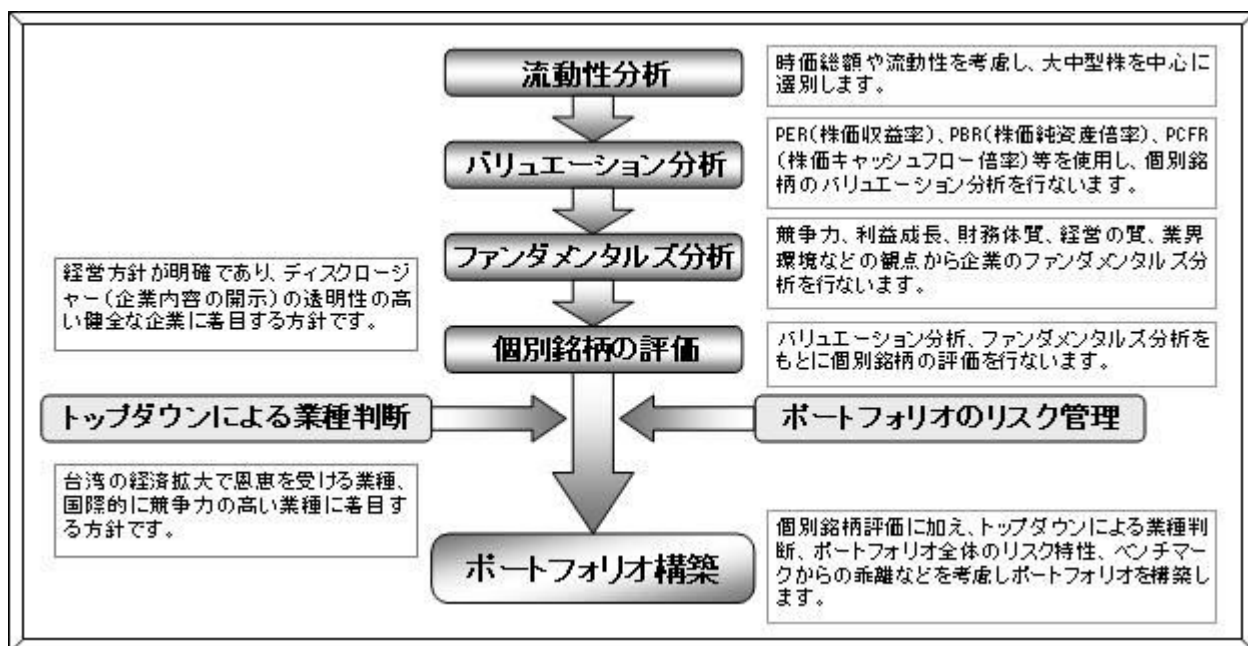 流動性分析
時価総額や流動性を考慮し、大中型株を中心に
選別します。
バリュエーション分析
PER(株価収益率)、PBR(株価純資産倍率)、PCFR
(株価キャッシュフロー倍率)等を使用し、個別銘
柄のバリュエーション分析を行ないます。
ファンダメンタルズ分析
競争力、利益成長、財務体質、経営の質、業界
環境などの観点から企業のファンダメンタルズ分
析を行ないます。
経営方針が明確であり、ディスクロージ
ャー(企業内容の開示)の透明性の高
い健全な企業に着目する方針です。
個別銘柄の評価
バリュエーション分析、ファンダメンタルズ分析を
もとに個別銘柄の評価を行ないます。
トップダウンによる業種判断
ポートフォリオのリスク管理
台湾の経済拡大で恩恵を受ける業種、
国際的に競争力の高い業種に着目す
る方針です。
ポートフォリオ構築
個別銘柄評価に加え、トップダウンによる業種判
断、ポートフォリオ全体のリスク特性、ベンチマー
クからの乖離などを考慮しポートフォリオを構築し
ます。